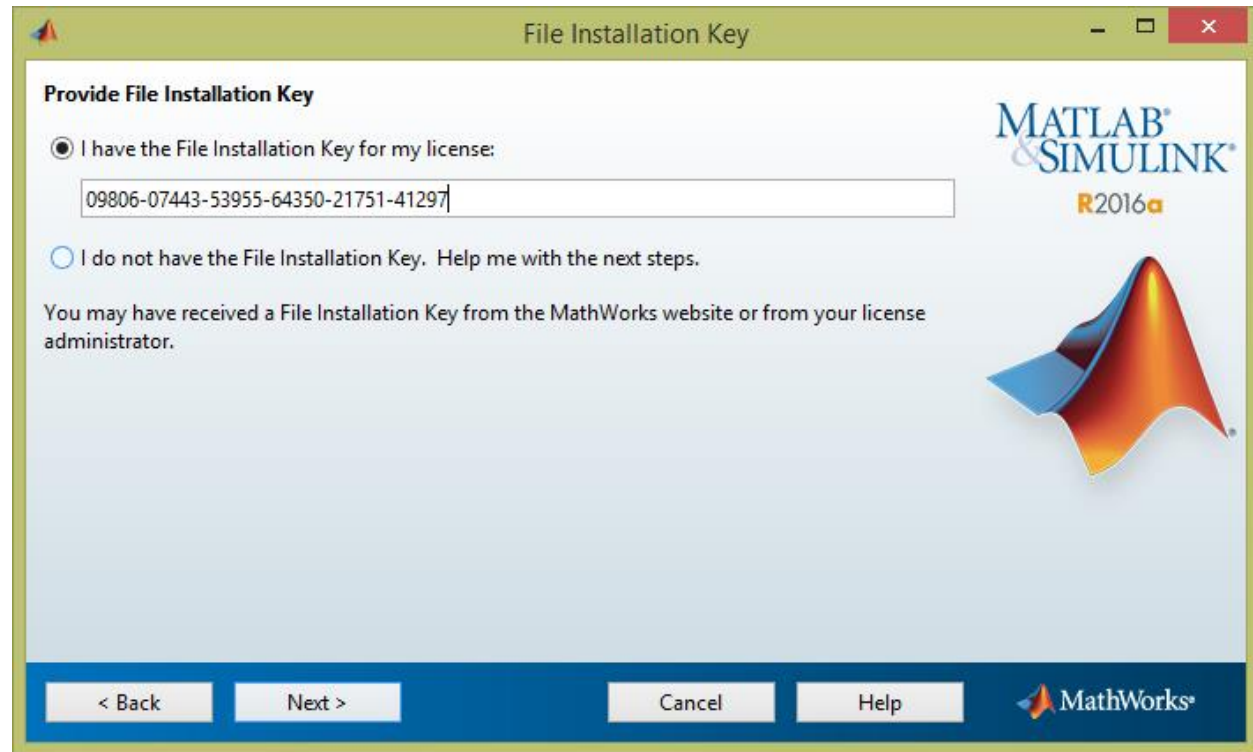 File Installation Key
Provide File Installation Key
I have the File Installation Key for my license:
09806-07443-53955-64350-21751-41297
I do not have the File Installation Key. Help me with the next steps.
You may have received a File Installation Key from the MathWorks website or from your license
administrator.
MATLAB®
&SIMULINK®
R2016a
< Back
Next >
Cancel
Help
MathWorks®